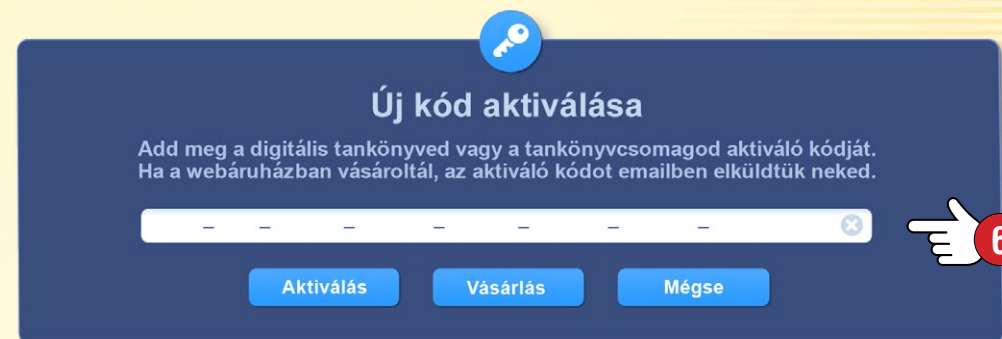 Új kód aktiválása
Add meg a digitális tankönyved vagy a tankönyvcsomagod aktiváló kódját.
Ha a webáruházban vásároltál, az aktiváló kódot emailben elküldtük neked.
– – – – – – –
Aktiválás Vásárlás Mégse
6